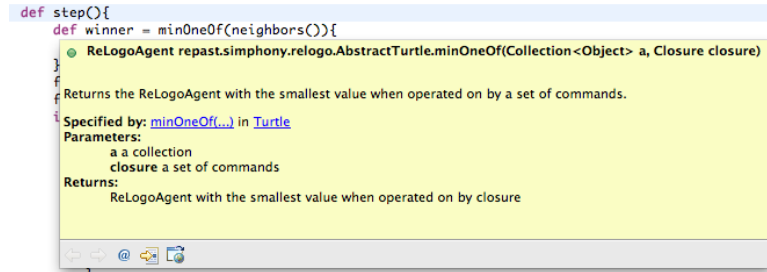 def step(){
def winner = minOneOf(neighbors()){
ReLogoAgent repast.simphony.relogo.AbstractTurtle.minOneOf(Collection<Object> a, Closure closure)
}
f
Returns the ReLogoAgent with the smallest value when operated on by a set of commands.
f
i
Specified by: minOneOf(...) in Turtle
Parameters:
a a collection
closure a set of commands
Returns:
ReLogoAgent with the smallest value when operated on by closure
@
}